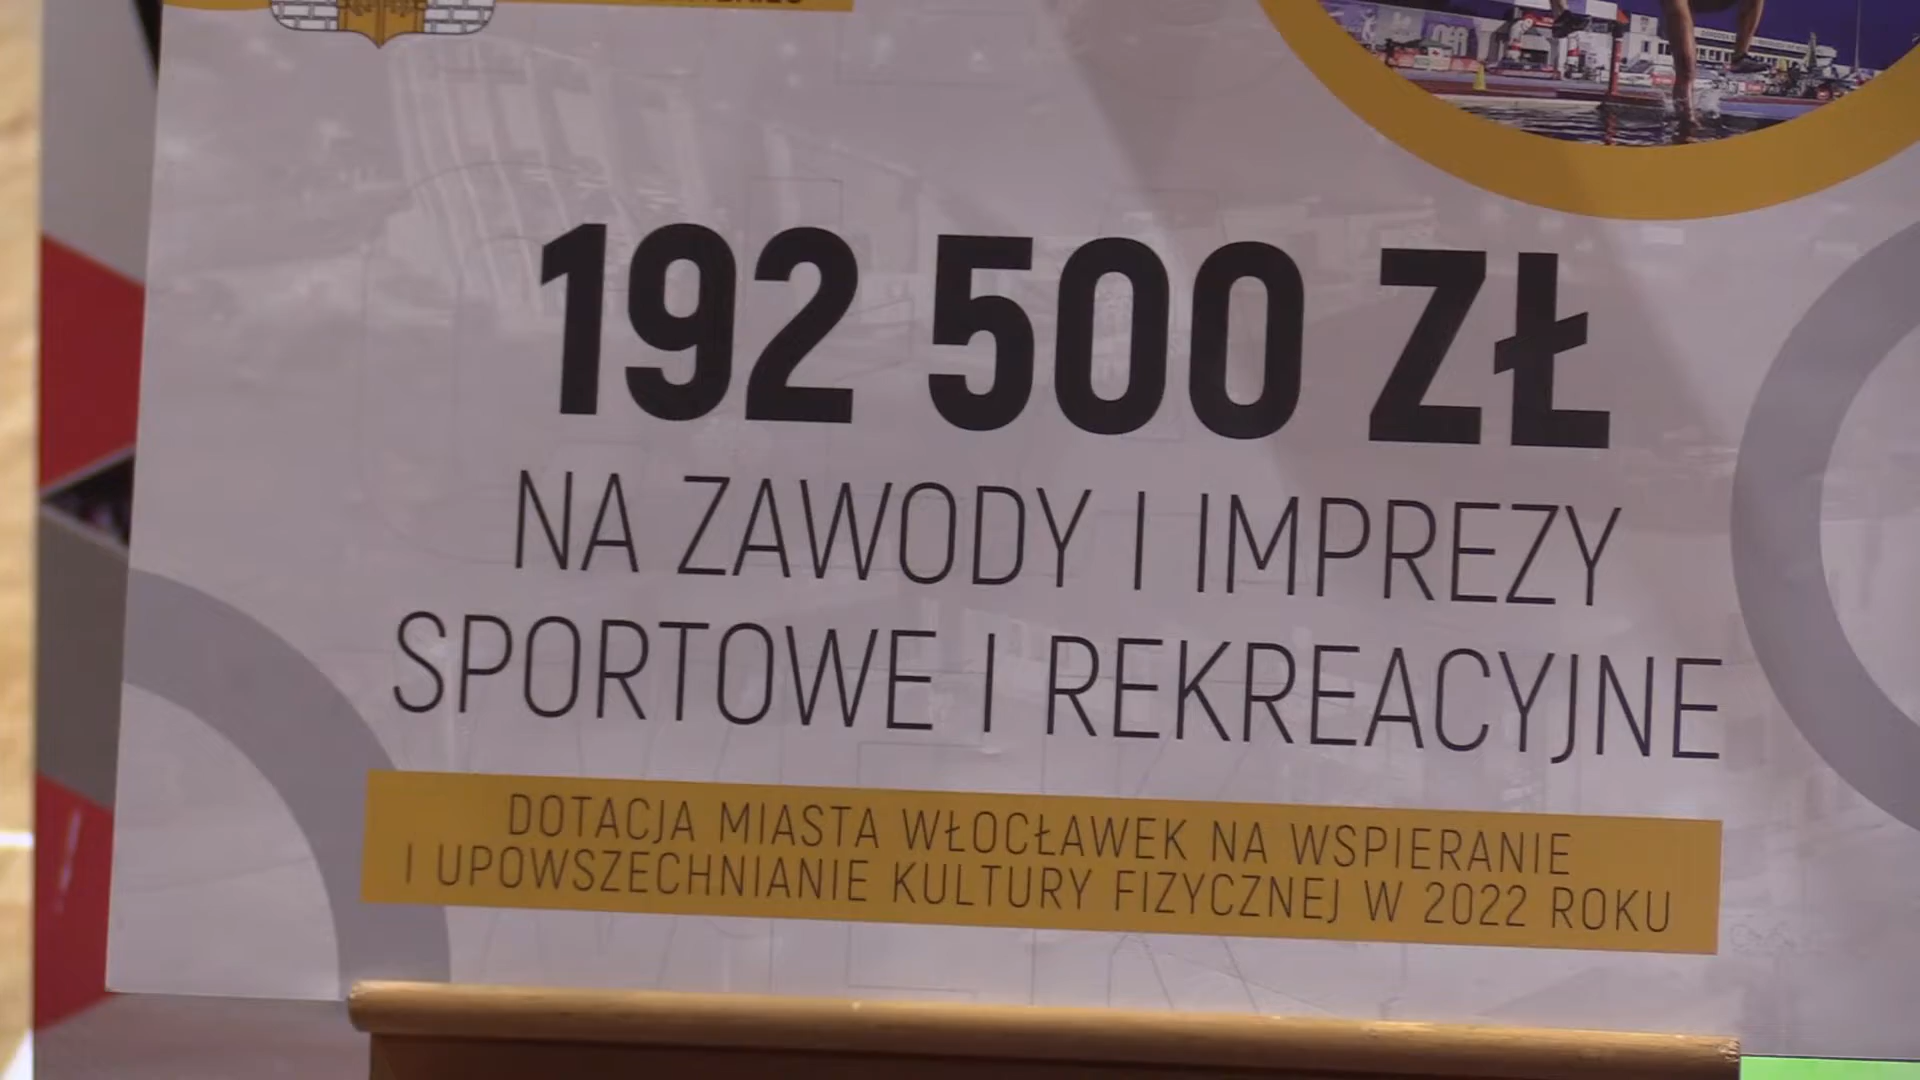 192 500 ZŁ
NA ZAWODY I IMPREZY
SPORTOWE I REKREACYJNE
DOTACJA MIASTA WŁOCŁAWEK NA WSPIERANIE
I UPOWSZECHNIANIE KULTURY FIZYCZNEJ W 2022 ROKU